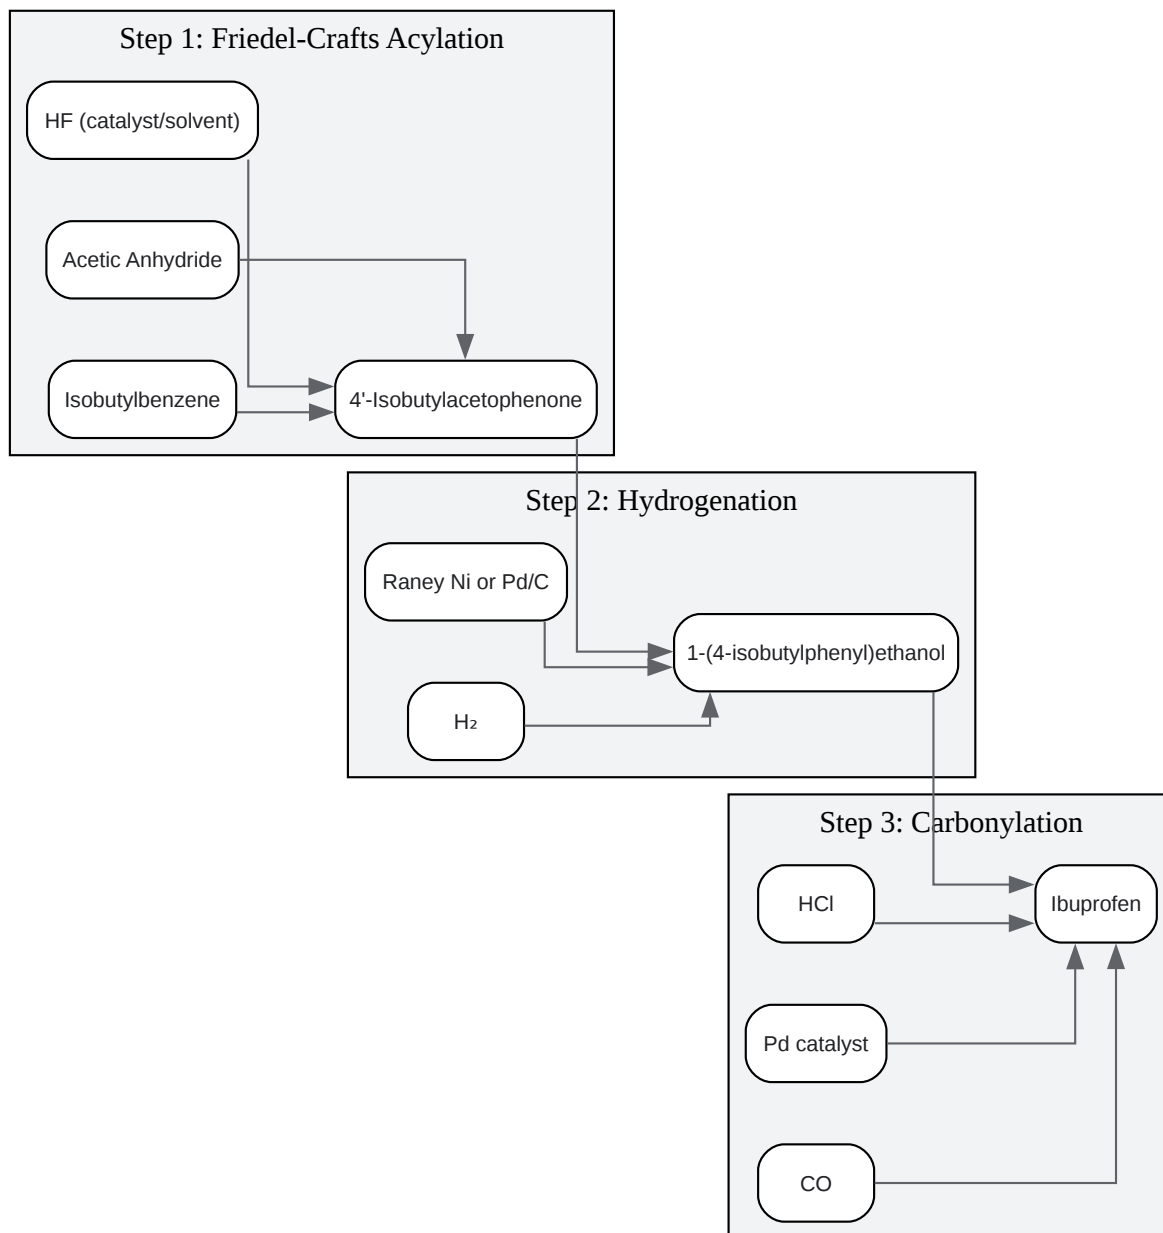 Step 1: Friedel-Crafts Acylation
HF (catalyst/solvent)
Acetic Anhydride
Isobutylbenzene
4'-Isobutylacetophenone
Step 2: Hydrogenation
Raney Ni or Pd/C
1-(4-isobutylphenyl)ethanol
H₂
Step 3: Carbonylation
HCl
Ibuprofen
Pd catalyst
CO